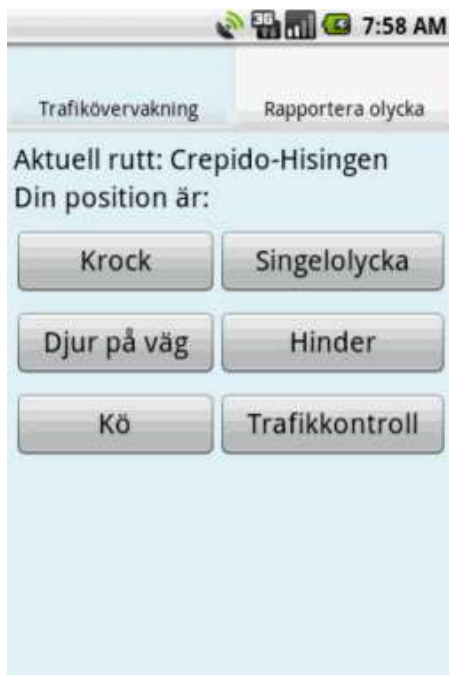 3G 7:58 AM
Trafikövervakning Rapportera olycka
Aktuell rutt: Crepido-Hisingen
Din position är:
Krock Singelolycka
Djur på väg Hinder
Kö Trafikkontroll